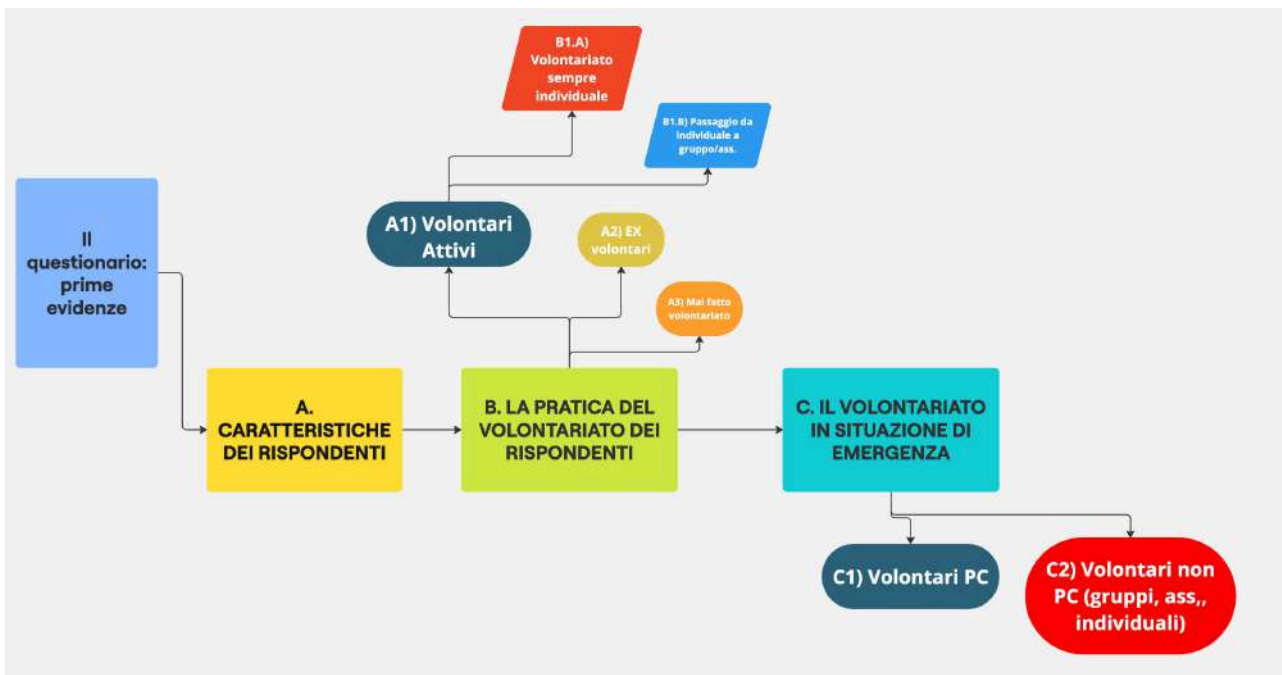 B1.A)
Volontariato
sempre
individuale
B1.B) Passaggio da
individuale a
gruppo/ass.
A1) Volontari
Attivi
A2) EX
volontari
Il
questionario:
prime
evidenze
A3) Mai fatto
volontariato
A.
CARATTERISTICHE
DEI RISPONDENTI
B. LA PRATICA DEL
VOLONTARIATO DEI
RISPONDENTI
C. IL VOLONTARIATO
IN SITUAZIONE DI
EMERGENZA
C1) Volontari PC
C2) Volontari non
PC (gruppi, ass,,
individuali)